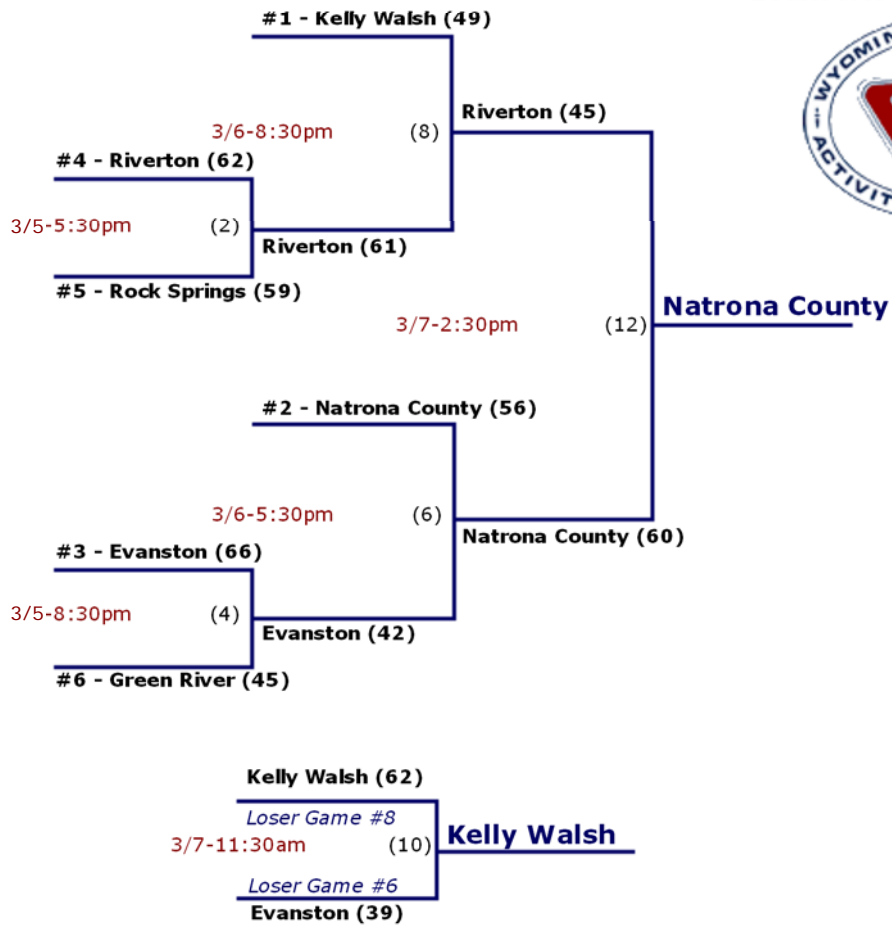 #1 - Kelly Walsh (49)
3/6-8:30pm
(8)
Riverton (45)
#4 - Riverton (62)
3/5-5:30pm
(2)
Riverton (61)
#5 - Rock Springs (59)
3/7-2:30pm
(12)
Natrona County
#2 - Natrona County (56)
3/6-5:30pm
(6)
Natrona County (60)
#3 - Evanston (66)
3/5-8:30pm
(4)
Evanston (42)
#6 - Green River (45)
Kelly Walsh (62)
Loser Game #8
3/7-11:30am
(10)
Kelly Walsh
Loser Game #6
Evanston (39)